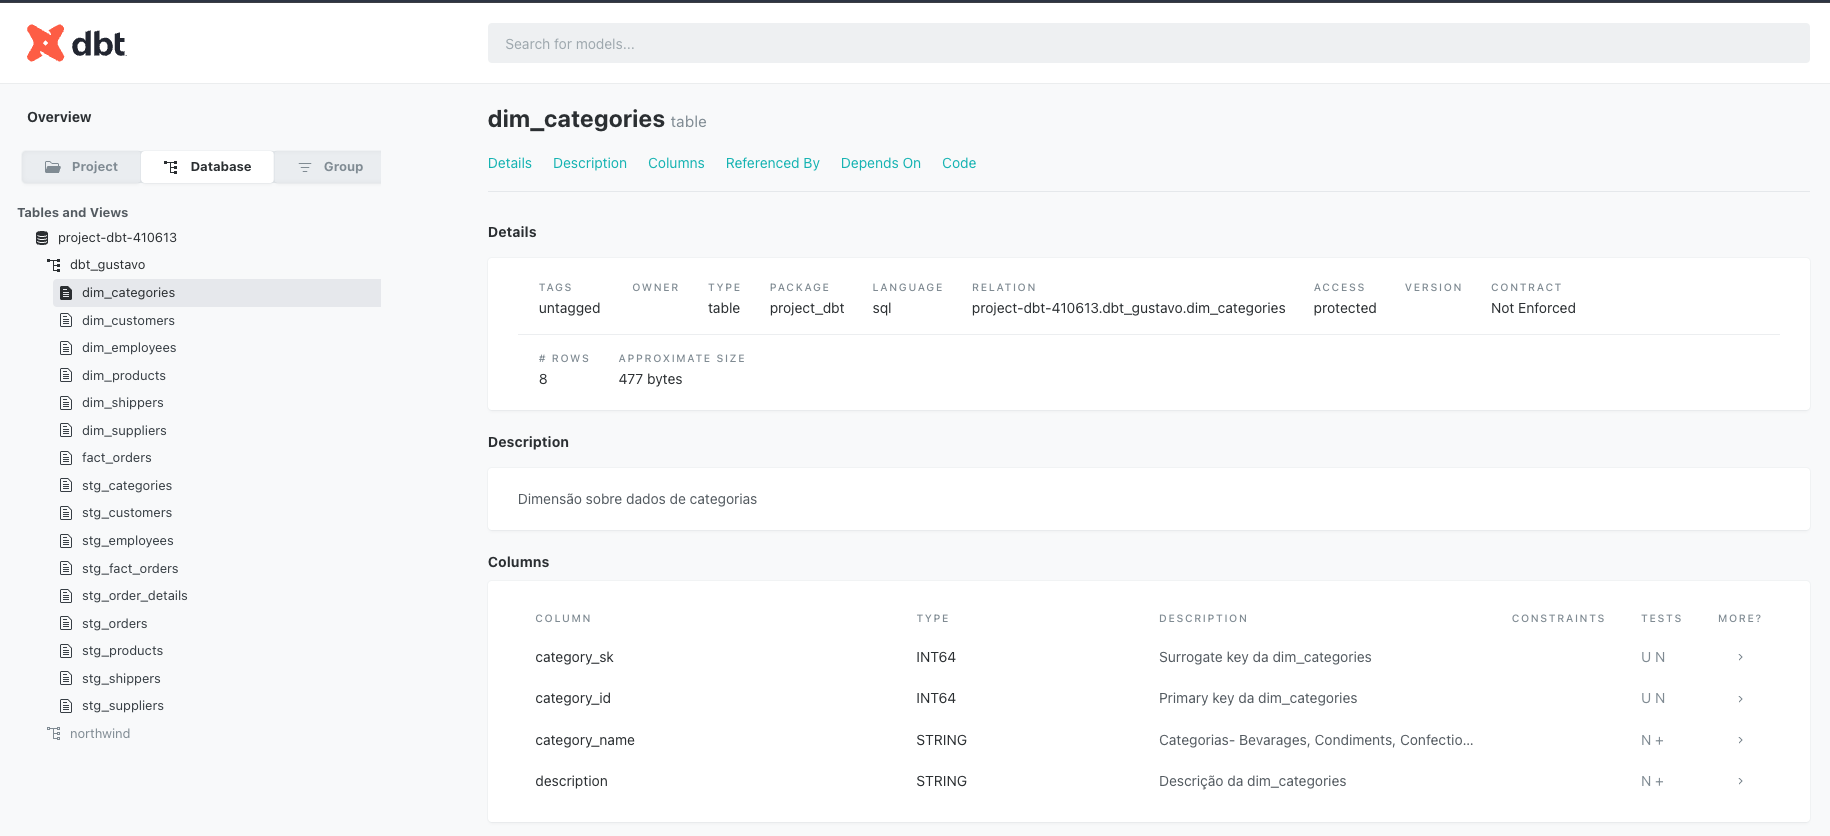 dbt
Search for models...
Overview
Project Database Group
Tables and Views
project-dbt-410613
dbt_gustavo
dim_categories
dim_customers
dim_employees
dim_products
dim_shippers
dim_suppliers
fact_orders
stg_categories
stg_customers
stg_employees
stg_fact_orders
stg_order_details
stg_orders
stg_products
stg_shippers
stg_suppliers
northwind
dim_categories table
Details Description Columns Referenced By Depends On Code
Details
TAGS OWNER TYPE PACKAGE LANGUAGE RELATION ACCESS VERSION CONTRACT
untagged table project_dbt sql project-dbt-410613.dbt_gustavo.dim_categories protected Not Enforced
# ROWS APPROXIMATE SIZE
8 477 bytes
Description
Dimensão sobre dados de categorias
Columns
COLUMN TYPE DESCRIPTION CONSTRAINTS TESTS MORE?
category_sk INT64 Surrogate key da dim_categories U N >
category_id INT64 Primary key da dim_categories U N >
category_name STRING Categorias- Bevarages, Condiments, Confectio... N + >
description STRING Descrição da dim_categories N + >